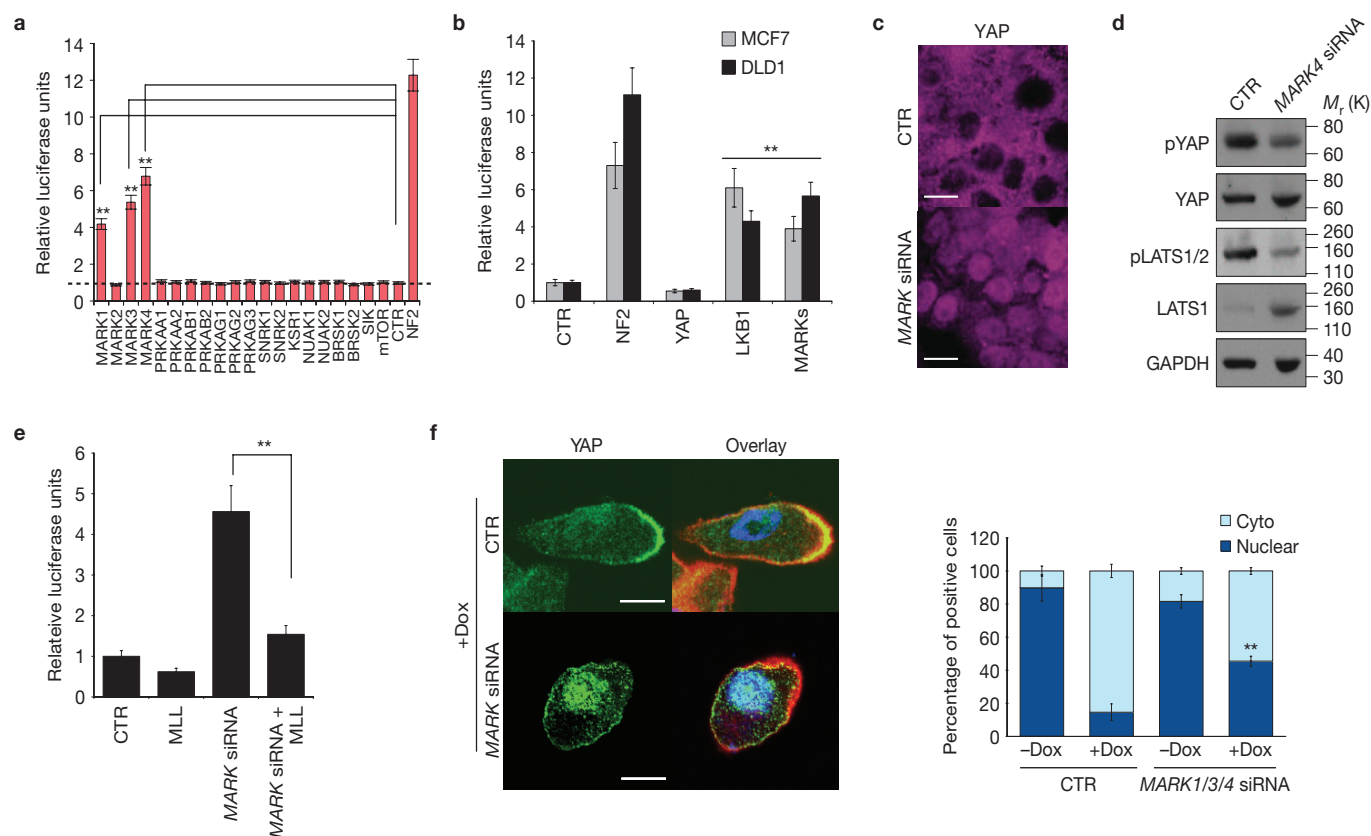 a
Relative luciferase units
14
12
10
8
6
4
2
0
**
**
**
MARK1
MARK2
MARK3
MARK4
PRKAA1
PRKAA2
PRKAB1
PRKAB2
PRKAG1
PRKAG2
PRKAG3
SNRK1
SNRK2
KSR1
NUAK1
NUAK2
BRSK1
BRSK2
SIK
mTOR
CTR
NF2
b
Relative luciferase units
14
12
10
8
6
4
2
0
MCF7
DLD1
**
CTR
NF2
YAP
LKB1
MARKs
c
YAP
CTR
MARK siRNA
d
CTR
MARK4 siRNA
Mr (K)
pYAP
80
60
YAP
80
60
pLATS1/2
260
160
110
LATS1
260
160
110
GAPDH
40
30
e
Relateive luciferase units
6
5
4
3
2
1
0
**
CTR
MLL
MARK siRNA
MARK siRNA +
MLL
f
YAP
Overlay
+Dox
CTR
MARK siRNA
Cyto
Nuclear
Percentage of positive cells
120
100
80
60
40
20
0
**
–Dox
+Dox
–Dox
+Dox
CTR
MARK1/3/4 siRNA